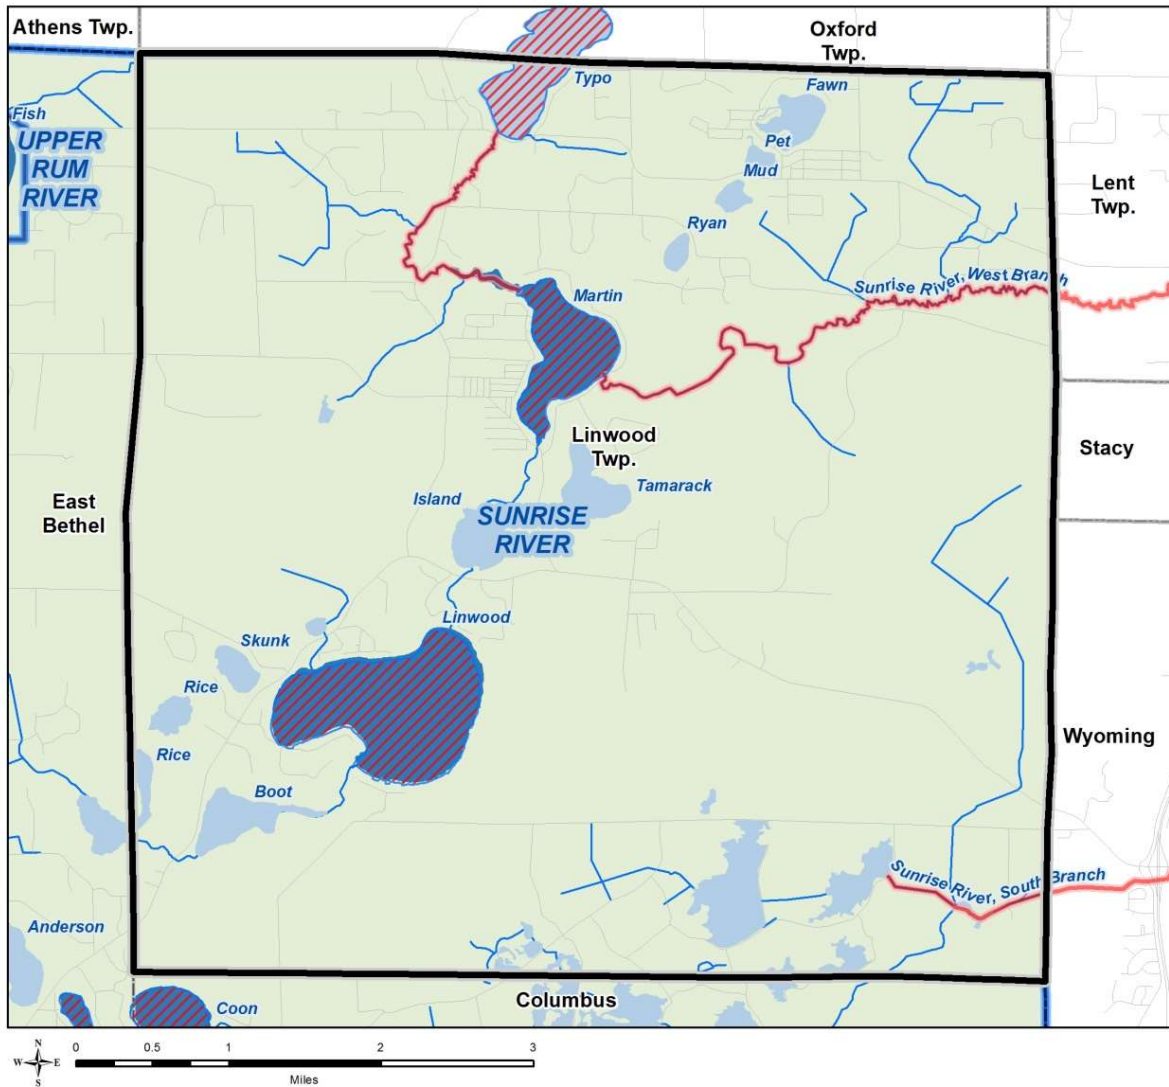 Athens Twp.
Oxford
Twp.
Typo
Fawn
Fish
UPPER
RUM
RIVER
Pet
Mud
Lent
Twp.
Ryan
Sunrise River, West Branch
Martin
Linwood
Twp.
Stacy
Tamarack
Island
East
Bethel
SUNRISE
RIVER
Linwood
Skunk
Rice
Wyoming
Rice
Boot
Sunrise River, South Branch
Anderson
Columbus
Coon
N
W E
S
0 0.5 1 2 3
Miles